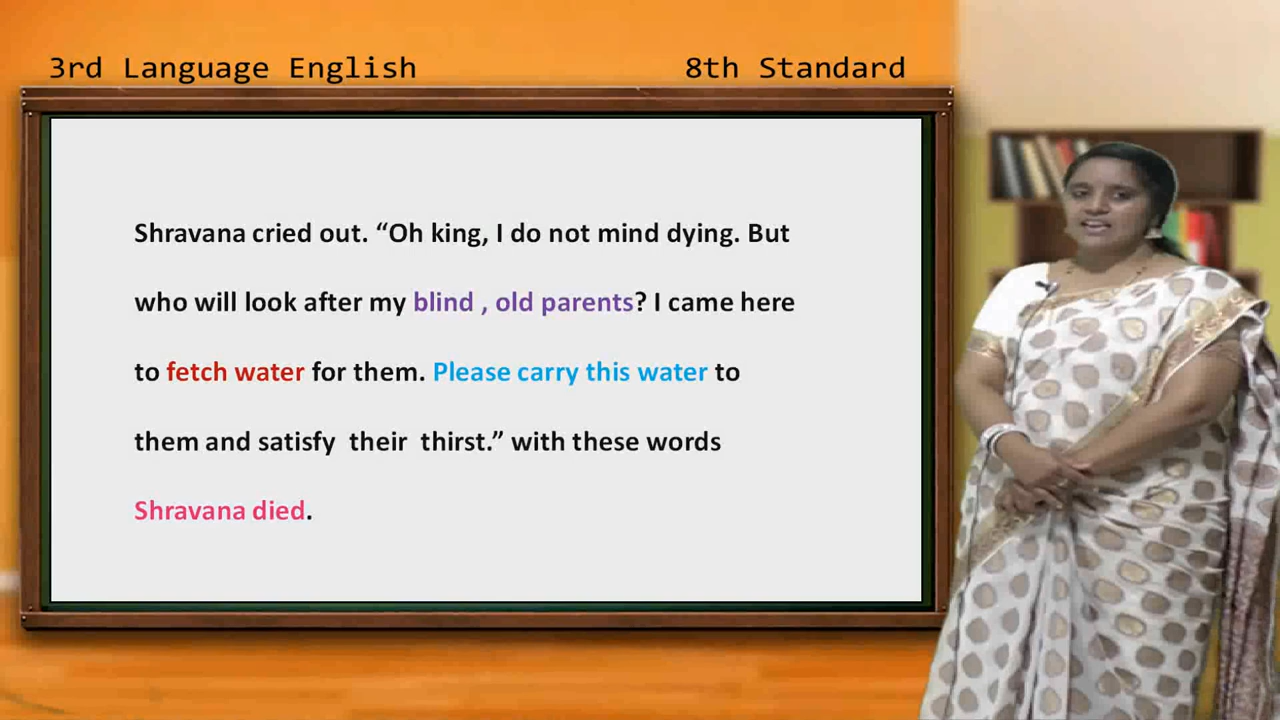 3rd Language English 8th Standard
Shravana cried out. “Oh king, I do not mind dying. But
who will look after my blind , old parents? I came here
to fetch water for them. Please carry this water to
them and satisfy their thirst.” with these words
Shravana died.